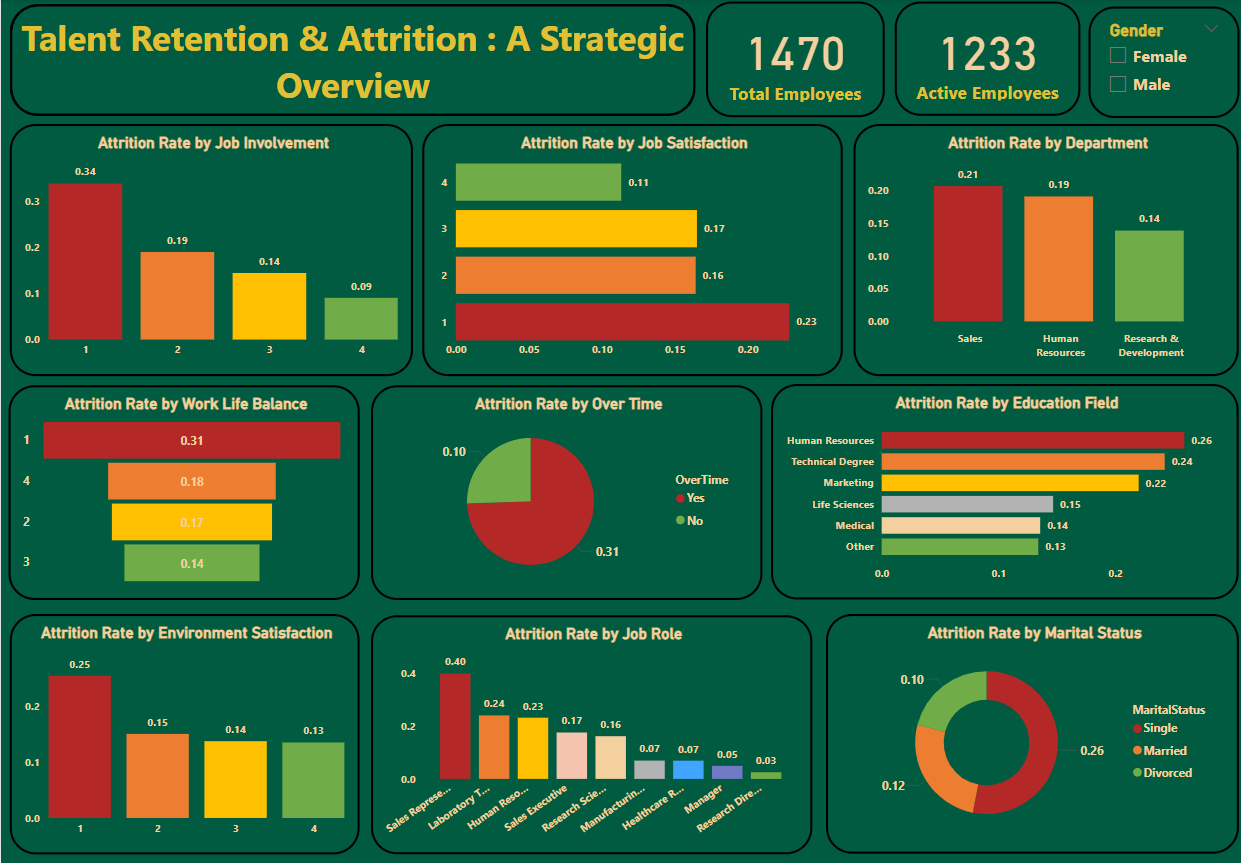 Talent Retention & Attrition : A Strategic
Overview
1470
Total Employees
1233
Active Employees
Gender
Female
Male
Attrition Rate by Job Involvement
0.34
0.3
0.19
0.2
0.14
0.1
0.09
0.0
1 2 3 4
Attrition Rate by Job Satisfaction
4 0.11
3 0.17
2 0.16
1 0.23
0.00 0.05 0.10 0.15 0.20
Attrition Rate by Department
0.21
0.20
0.19
0.15
0.14
0.10
0.05
0.00
Sales Human Research &
Resources Development
Attrition Rate by Work Life Balance
1 0.31
4 0.18
2 0.17
3 0.14
Attrition Rate by Over Time
0.10
0.31
OverTime
Yes
No
Attrition Rate by Education Field
Human Resources 0.26
Technical Degree 0.24
Marketing 0.22
Life Sciences 0.15
Medical 0.14
Other 0.13
0.0 0.1 0.2
Attrition Rate by Environment Satisfaction
0.25
0.2
0.15
0.14
0.13
0.1
0.0
1 2 3 4
Attrition Rate by Job Role
0.40
0.4
0.24
0.23
0.2
0.17
0.16
0.07
0.07
0.05
0.03
0.0
Sales Represe...
Laboratory T...
Human Reso...
Sales Executive
Research Scie...
Manufacturin...
Healthcare R...
Manager
Research Dire...
Attrition Rate by Marital Status
0.10
0.12
0.26
MaritalStatus
Single
Married
Divorced